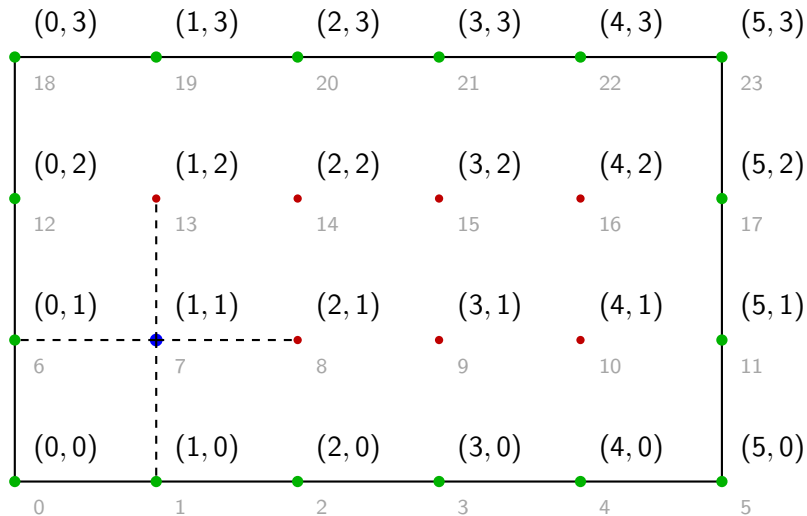 (0, 3) (1, 3) (2, 3) (3, 3) (4, 3) (5, 3)
18 19 20 21 22 23
(0, 2) (1, 2) (2, 2) (3, 2) (4, 2) (5, 2)
12 13 14 15 16 17
(0, 1) (1, 1) (2, 1) (3, 1) (4, 1) (5, 1)
6 7 8 9 10 11
(0, 0) (1, 0) (2, 0) (3, 0) (4, 0) (5, 0)
0 1 2 3 4 5